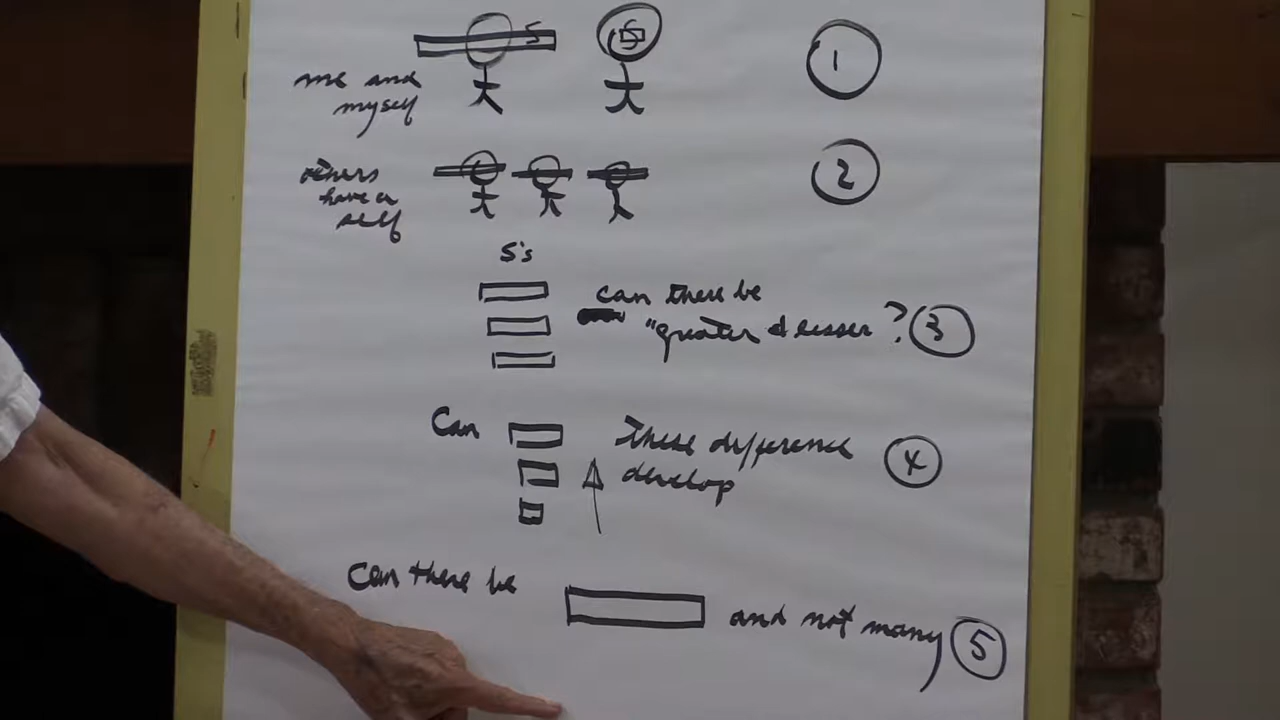 S S
me and
myself
1
others
have a
self
2
S's
can there be
"greater & lesser ? 3
Can these difference 4
develop
Can there be and not many 5